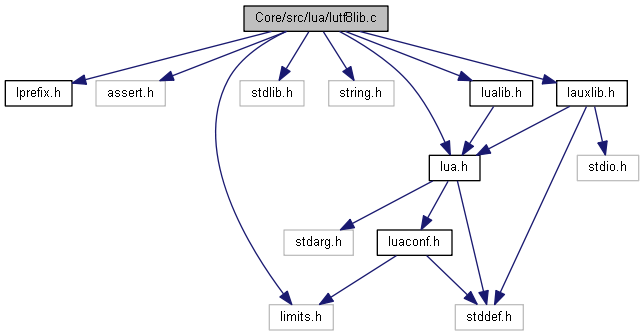 Core/src/lua/lutf8lib.c
lprefix.h
assert.h
stdlib.h
string.h
lualib.h
lauxlib.h
lua.h
stdio.h
stdarg.h
luaconf.h
limits.h
stddef.h